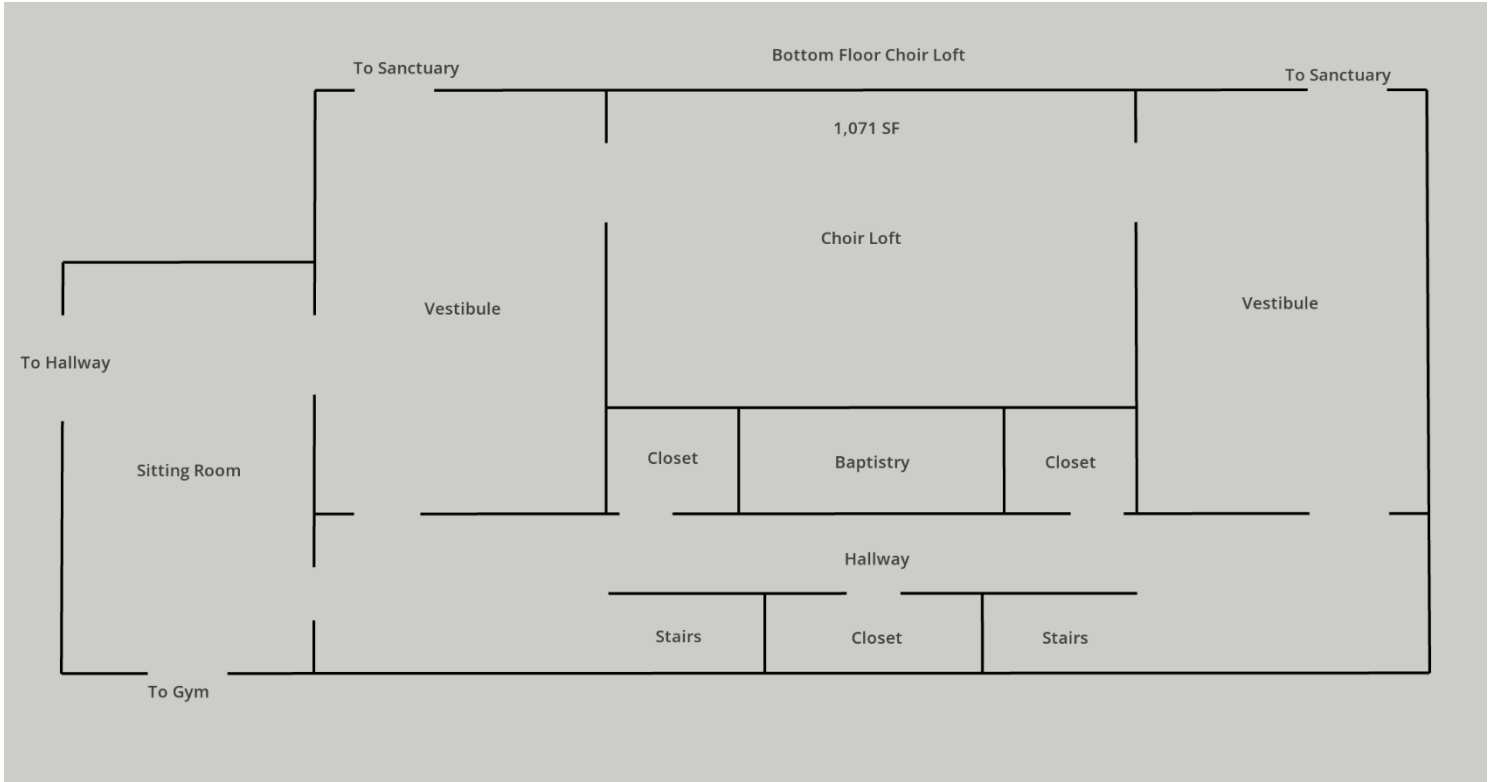 Bottom Floor Choir Loft
To Sanctuary
To Sanctuary
1,071 SF
Choir Loft
Vestibule
Vestibule
To Hallway
Sitting Room
Closet
Baptistry
Closet
Hallway
Stairs
Closet
Stairs
To Gym